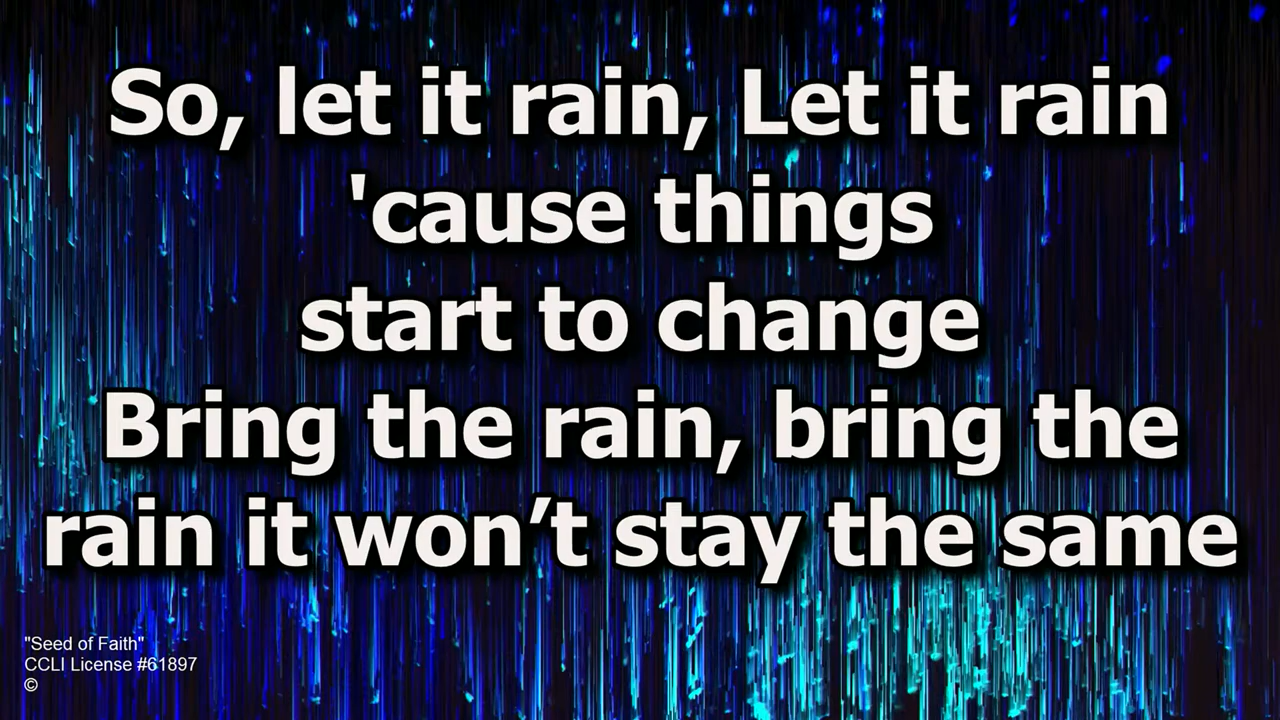 So, let it rain, Let it rain
'cause things
start to change
Bring the rain, bring the
rain it won’t stay the same
"Seed of Faith"
CCLI License #61897
©